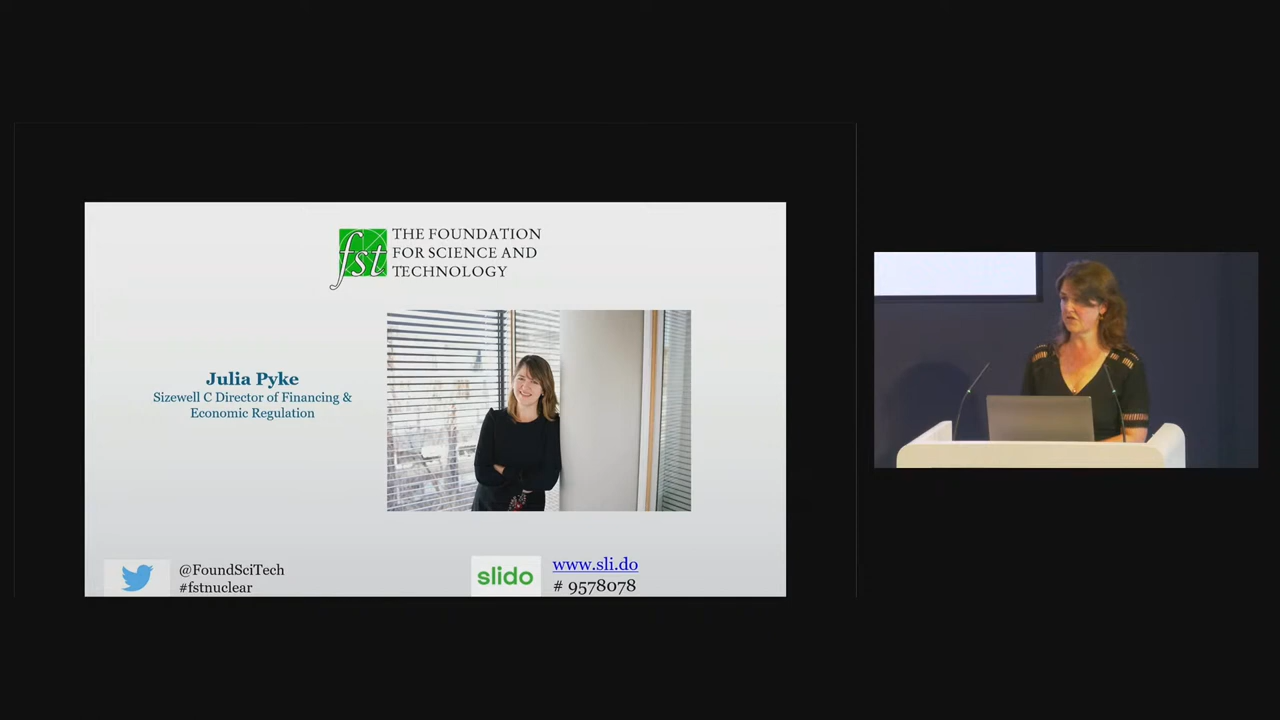 fst
THE FOUNDATION
FOR SCIENCE AND
TECHNOLOGY
Julia Pyke
Sizewell C Director of Financing &
Economic Regulation
@FoundSciTech
#fstnuclear
slido
www.sli.do
# 9578078